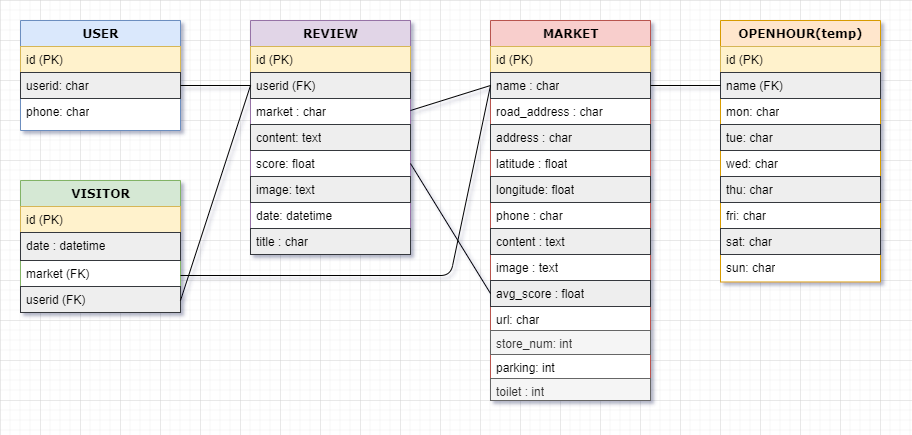 USER
id (PK)
userid: char
phone: char
VISITOR
id (PK)
date : datetime
market (FK)
userid (FK)
REVIEW
id (PK)
userid (FK)
market : char
content: text
score: float
image: text
date: datetime
title : char
MARKET
id (PK)
name : char
road_address : char
address : char
latitude : float
longitude: float
phone : char
content : text
image : text
avg_score : float
url: char
store_num: int
parking: int
toilet : int
OPENHOUR(temp)
id (PK)
name (FK)
mon: char
tue: char
wed: char
thu: char
fri: char
sat: char
sun: char